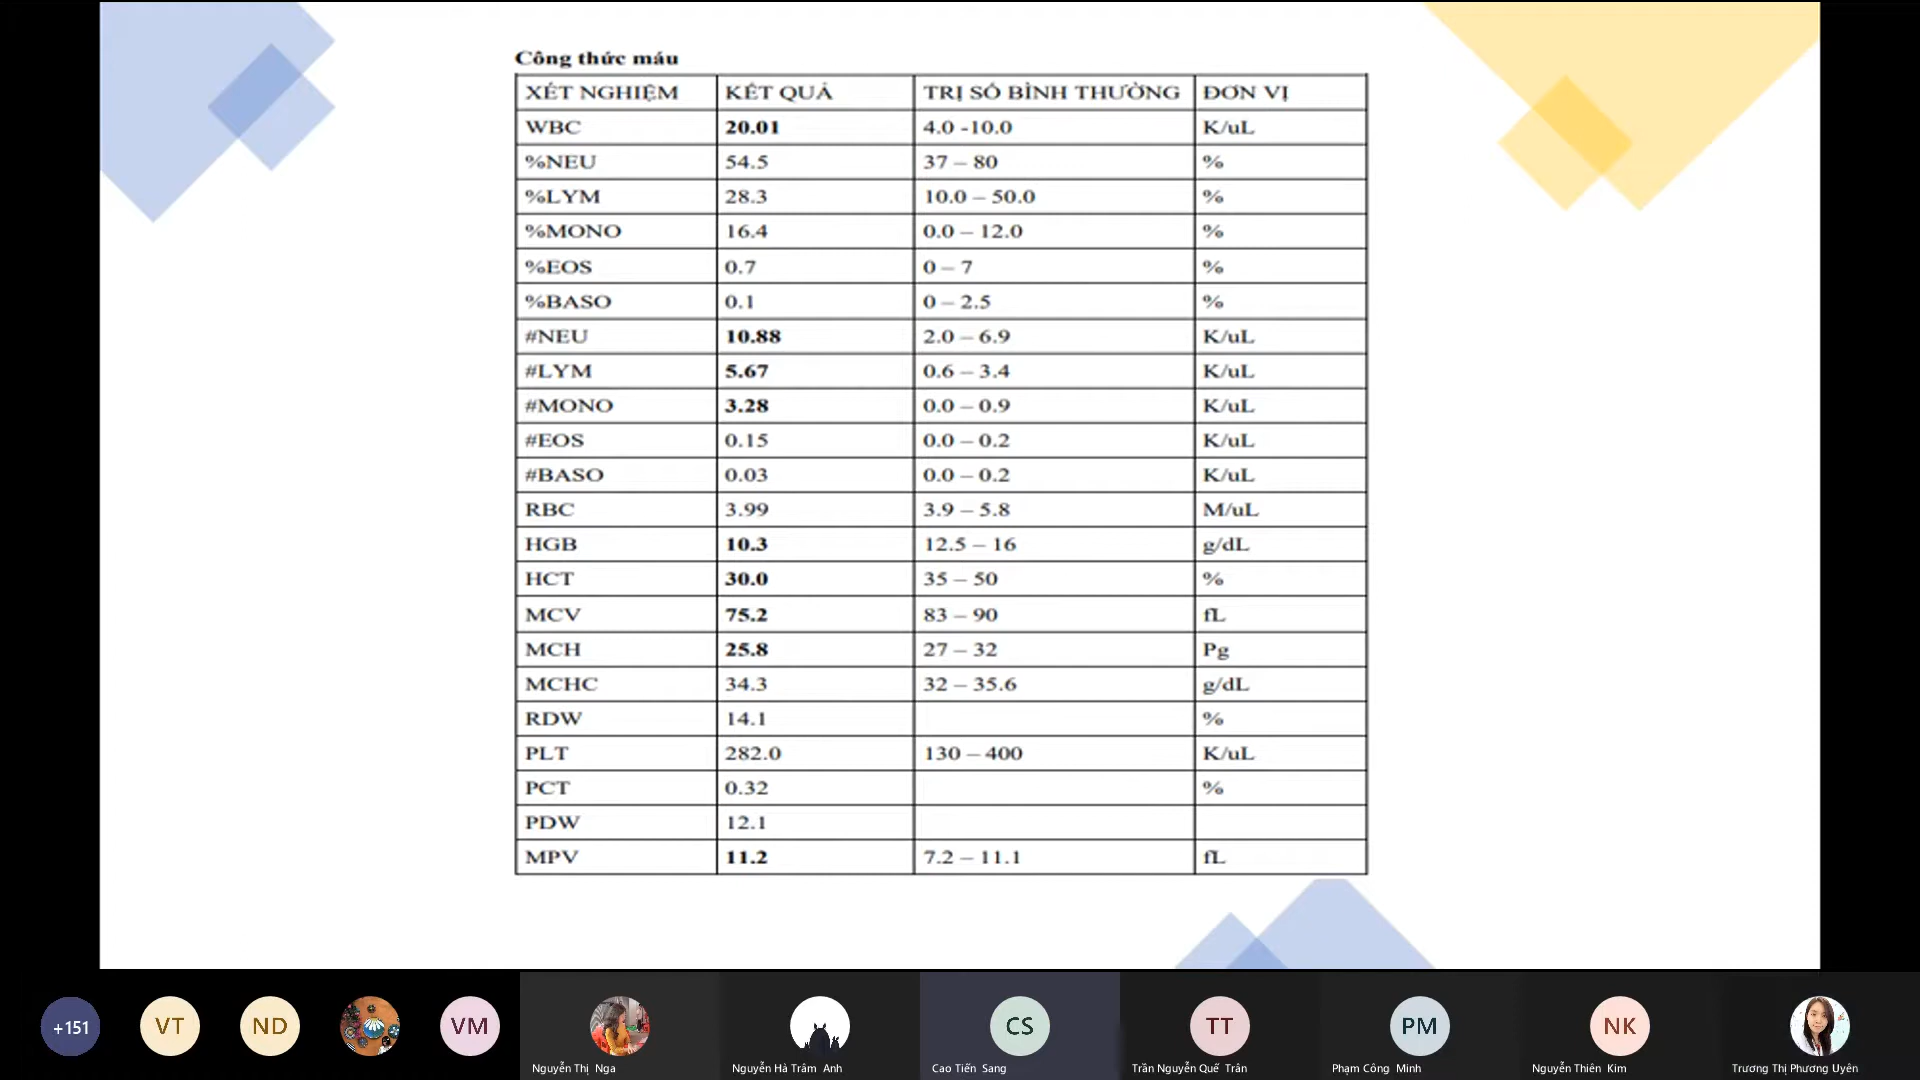 Công thức máu
XÉT NGHIỆM KẾT QUẢ TRỊ SỐ BÌNH THƯỜNG ĐƠN VỊ
WBC 20.01 4.0 -10.0 K/uL
%NEU 54.5 37 – 80 %
%LYM 28.3 10.0 – 50.0 %
%MONO 16.4 0.0 – 12.0 %
%EOS 0.7 0 – 7 %
%BASO 0.1 0 – 2.5 %
#NEU 10.88 2.0 – 6.9 K/uL
#LYM 5.67 0.6 – 3.4 K/uL
#MONO 3.28 0.0 – 0.9 K/uL
#EOS 0.15 0.0 – 0.2 K/uL
#BASO 0.03 0.0 – 0.2 K/uL
RBC 3.99 3.9 – 5.8 M/uL
HGB 10.3 12.5 – 16 g/dL
HCT 30.0 35 – 50 %
MCV 75.2 83 – 90 fL
MCH 25.8 27 – 32 Pg
MCHC 34.3 32 – 35.6 g/dL
RDW 14.1 %
PLT 282.0 130 – 400 K/uL
PCT 0.32 %
PDW 12.1
MPV 11.2 7.2 – 11.1 fL
+151 VT ND VM CS TT PM NK
Nguyễn Thị Nga Nguyễn Hà Trâm Anh Cao Tiến Sang Trần Nguyễn Quế Trân Phạm Công Minh Nguyễn Thiên Kim Trương Thị Phương Uyên